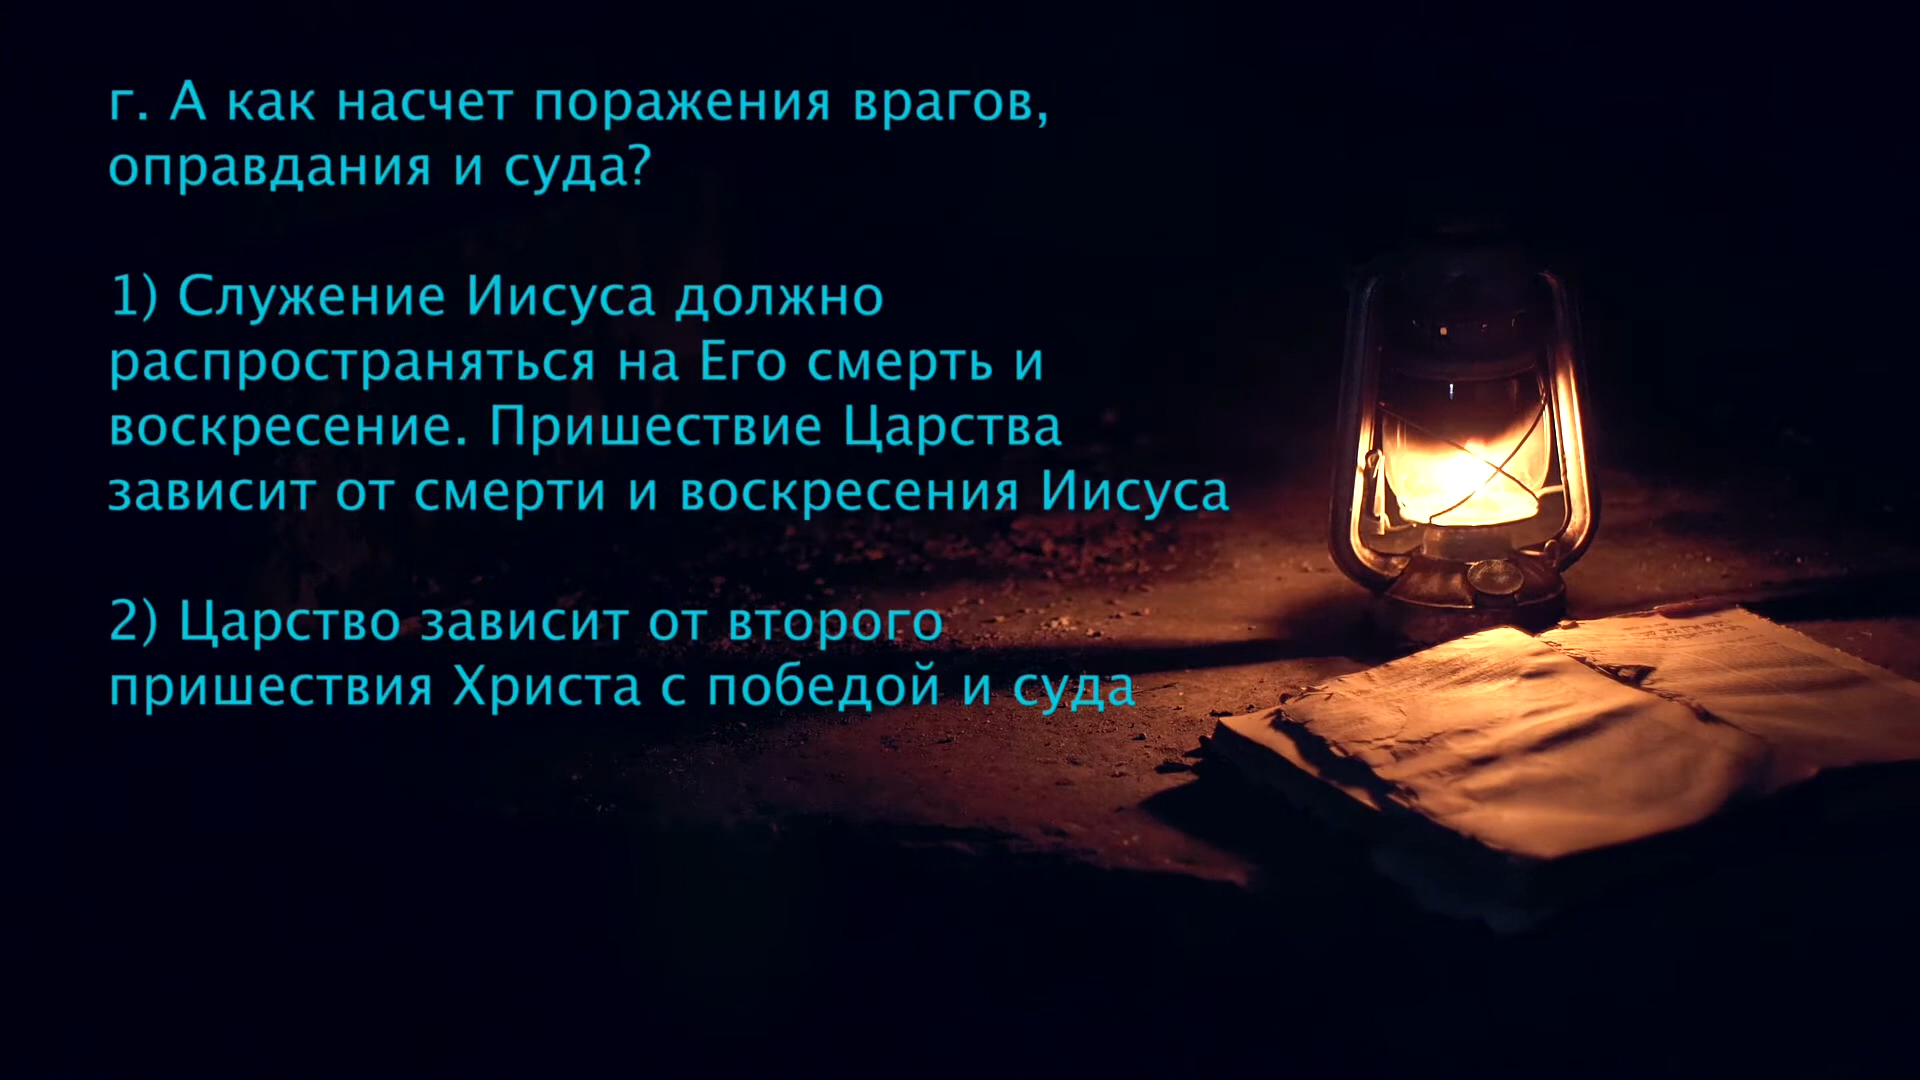 г. А как насчет поражения врагов,
оправдания и суда?
1) Служение Иисуса должно
распространяться на Его смерть и
воскресение. Пришествие Царства
зависит от смерти и воскресения Иисуса
2) Царство зависит от второго
пришествия Христа с победой и суда